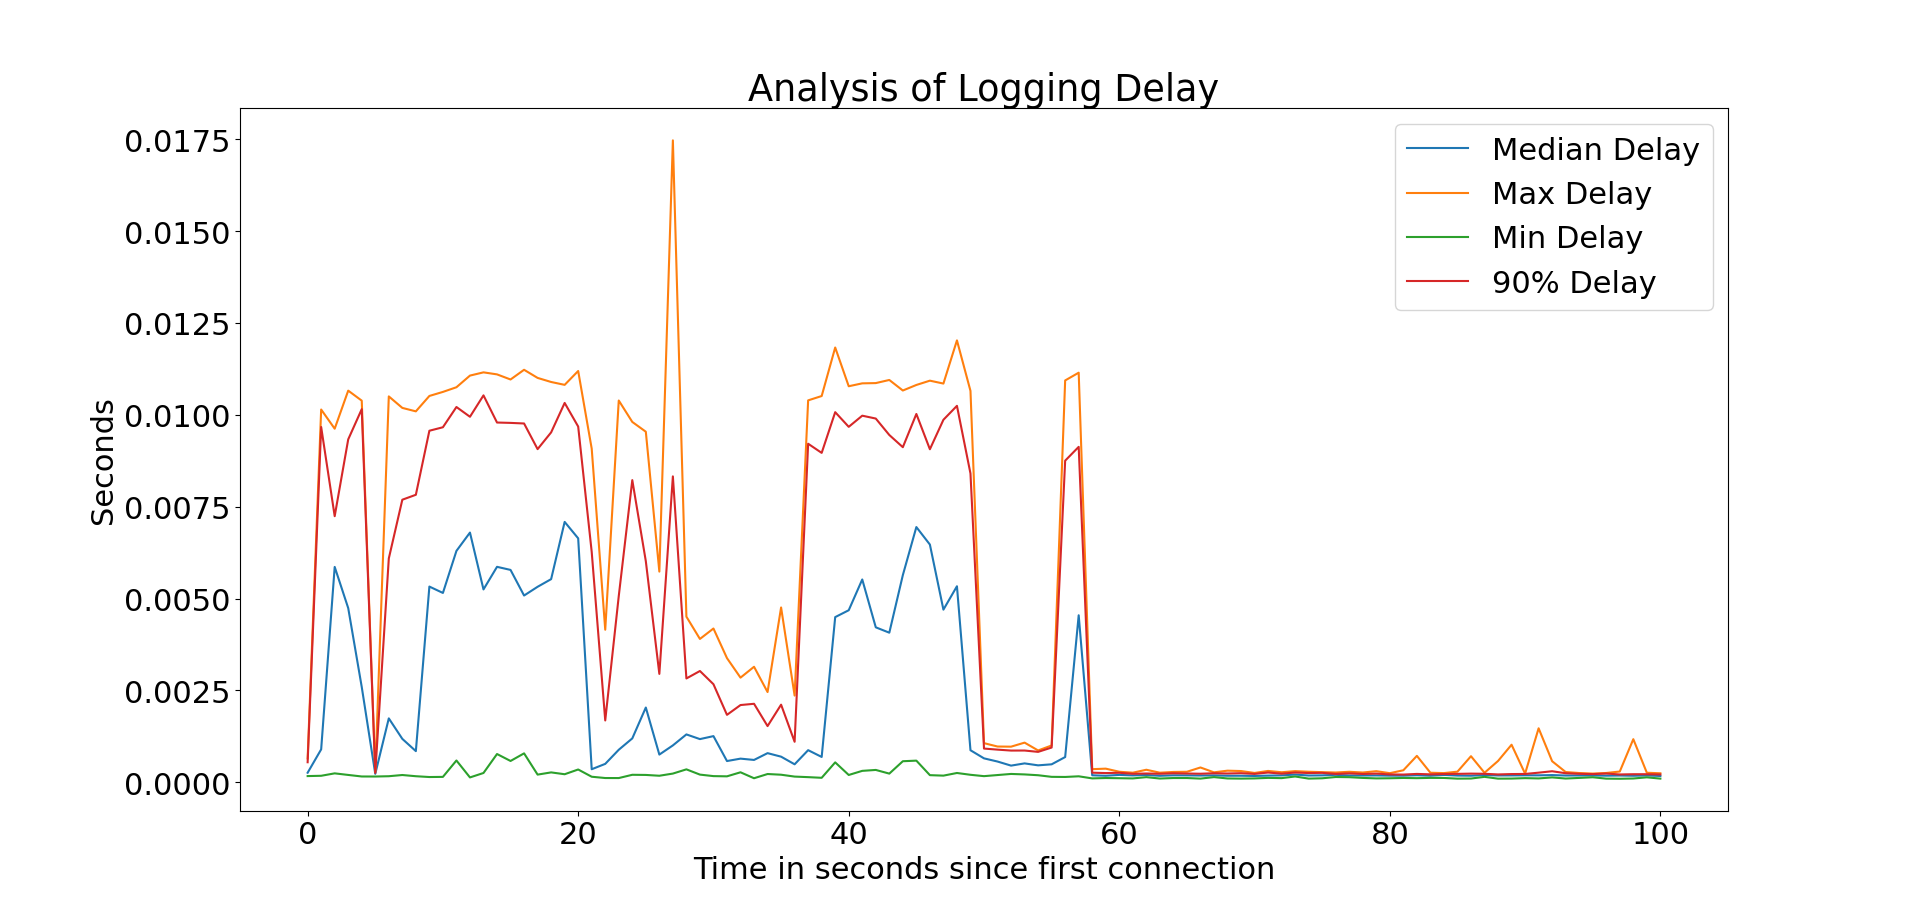 Analysis of Logging Delay
0.0175
0.0150
0.0125
0.0100
0.0075
0.0050
0.0025
0.0000
Seconds
Median Delay
Max Delay
Min Delay
90% Delay
0 20 40 60 80 100
Time in seconds since first connection